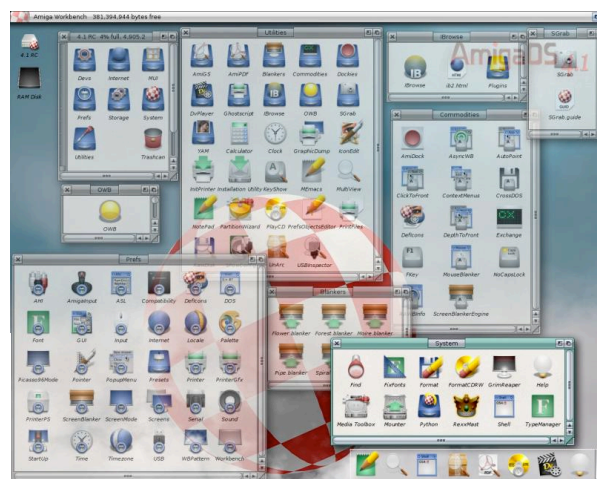 Amiga Workbench 381,394,944 bytes free
4.1 RC
RAM Disk
4.1 RC 4% full, 4,905.2
Devs Internet MUI
Prefs Storage System
Utilities Trashcan
OWB
OWB
Utilities
AmiGS AmiPDF Blankers Commodities Dockies
DvPlayer Ghostscript IBrowse OWB SGrab
YAM Calculator Clock GraphicDump IconEdit
IntPrinter Installation Utility KeyShow MEmacs MultiView
NotePad PartitionWizard PlayCD PrefsObjectsEditor PrintFiles
UnArc USBInspector
IBrowse
IBrowse ib2.html Plugins
AmigaOS 4.1
SGrab
SGrab
SGrab.guide
Commodities
AmiDock AsyncWB AutoPoint
ClickToFront ContextMenus CrossDOS
DefIcons DepthToFront Exchange
FKey MouseBlanker NoCapsLock
ScreenBlankerEngine
Prefs
AHI AmigaInput ASL Compatibility DefIcons DOS
Font GUI Input Internet Locale Palette
Picasso96Mode Pointer PopupMenu Presets Printer PrinterGfx
PrinterPS ScreenBlanker ScreenMode Screens Serial Sound
StartUp Time Timezone USB WBPattern Workbench
Blankers
Flower.blanker Forest.blanker Moire.blanker
Pipe.blanker
System
Find FixFonts Format FormatCDRW GrimReaper Help
Media Toolbox Mounter Python RexxMast Shell TypeManager